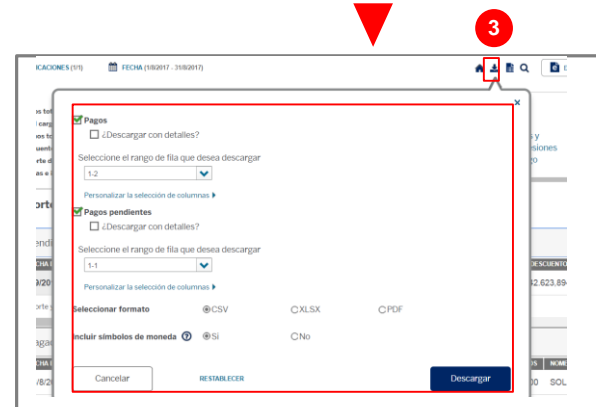 3
ICACIONES (1/1) FECHA (1/8/2017 - 31/8/2017)
×
Pagos
¿Descargar con detalles?
Seleccione el rango de fila que desea descargar
1-2
Personalizar la selección de columnas
Pagos pendientes
¿Descargar con detalles?
Seleccione el rango de fila que desea descargar
1-1
Personalizar la selección de columnas
Seleccionar formato CSV XLSX PDF
Incluir símbolos de moneda ? Si No
Cancelar RESTABLECER Descargar